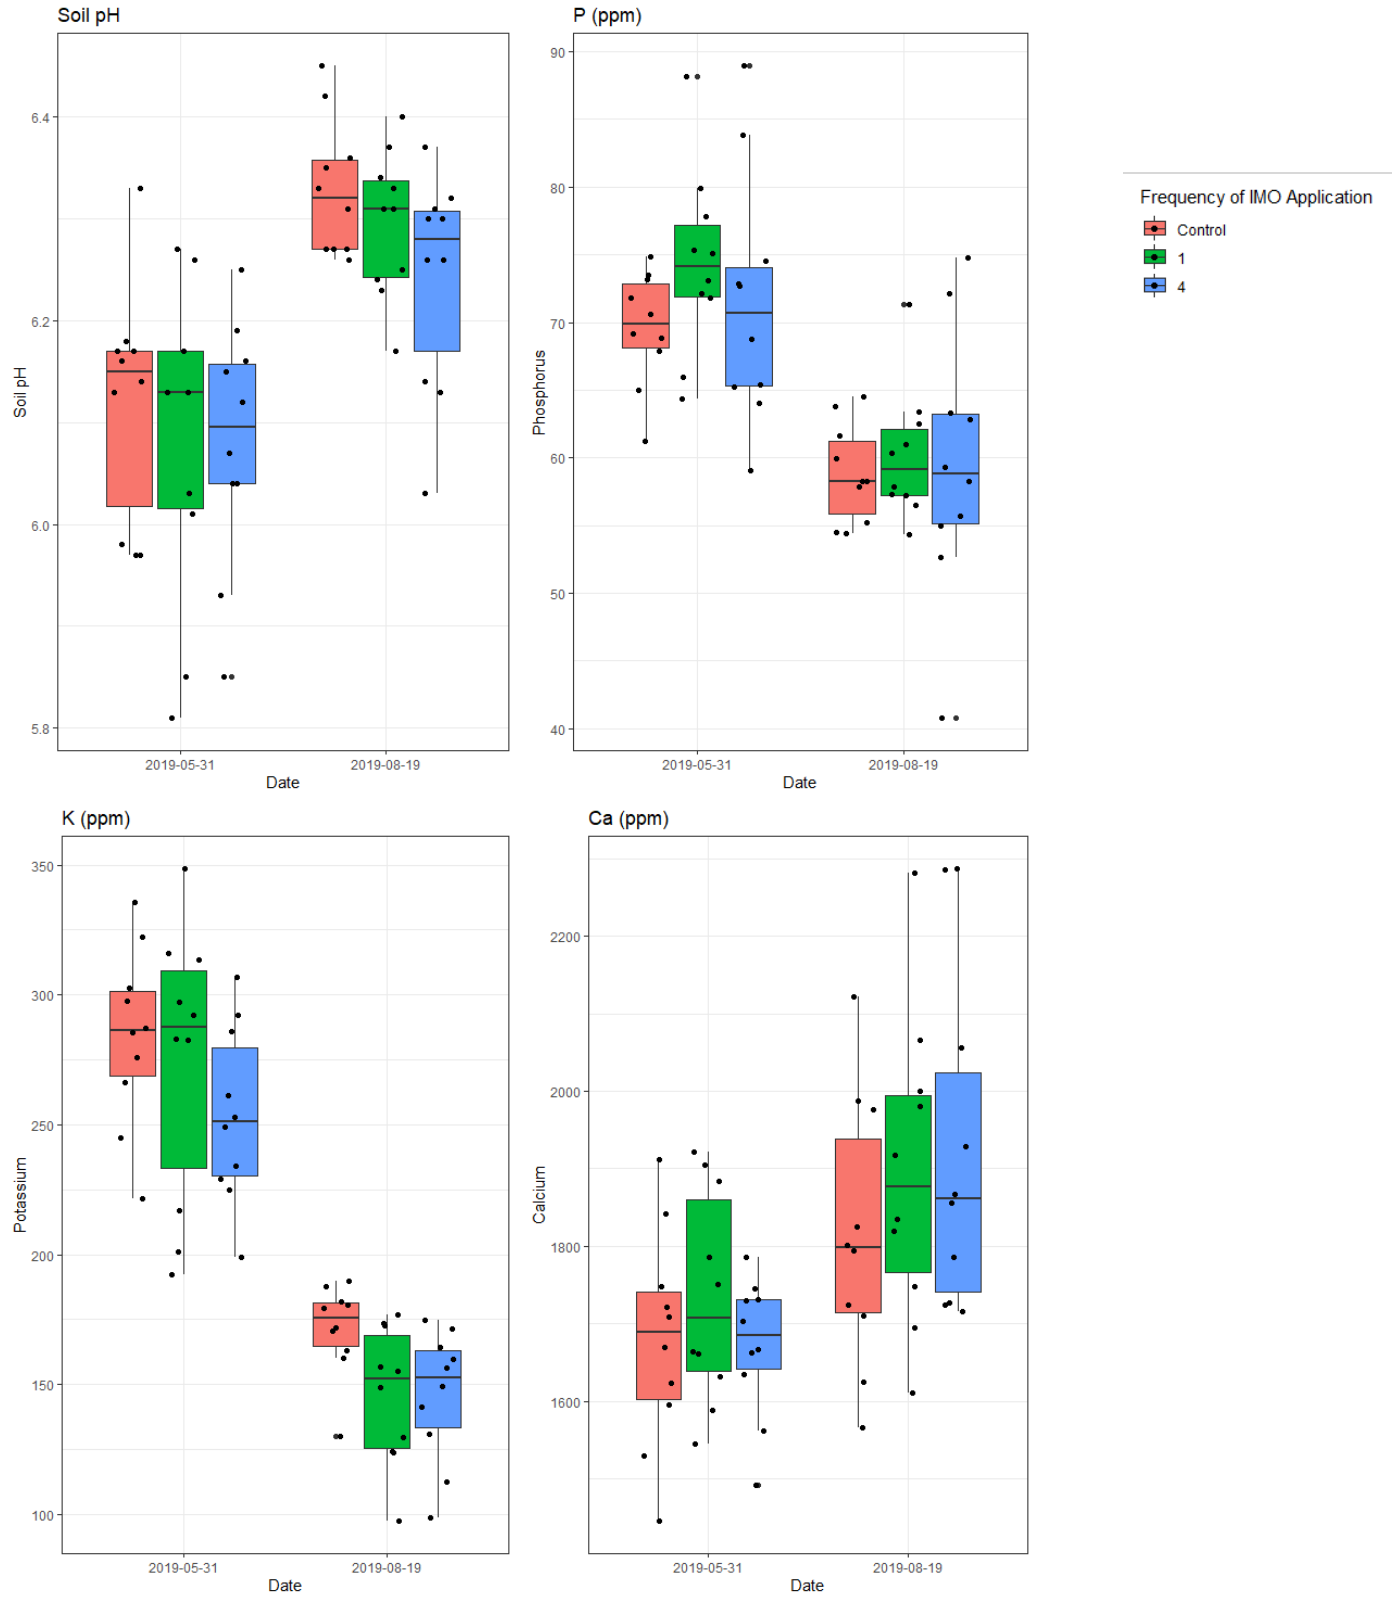 Soil pH
Soil pH
6.4
6.2
6.0
5.8
2019-05-31 2019-08-19
Date
P (ppm)
Phosphorus
90
80
70
60
50
40
2019-05-31 2019-08-19
Date
Frequency of IMO Application
Control
1
4
K (ppm)
Potassium
350
300
250
200
150
100
2019-05-31 2019-08-19
Date
Ca (ppm)
Calcium
2200
2000
1800
1600
2019-05-31 2019-08-19
Date